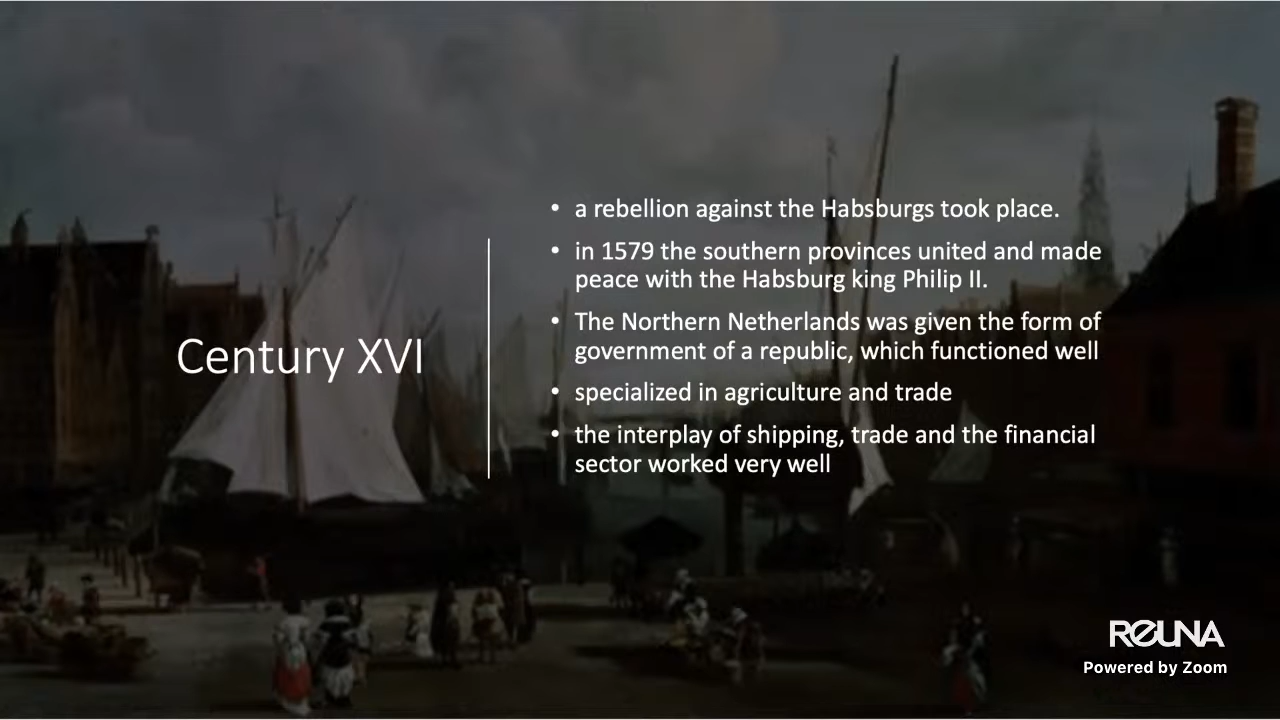 Century XVI
• a rebellion against the Habsburgs took place.
• in 1579 the southern provinces united and made
peace with the Habsburg king Philip II.
• The Northern Netherlands was given the form of
government of a republic, which functioned well
• specialized in agriculture and trade
• the interplay of shipping, trade and the financial
sector worked very well
REUNA
Powered by Zoom